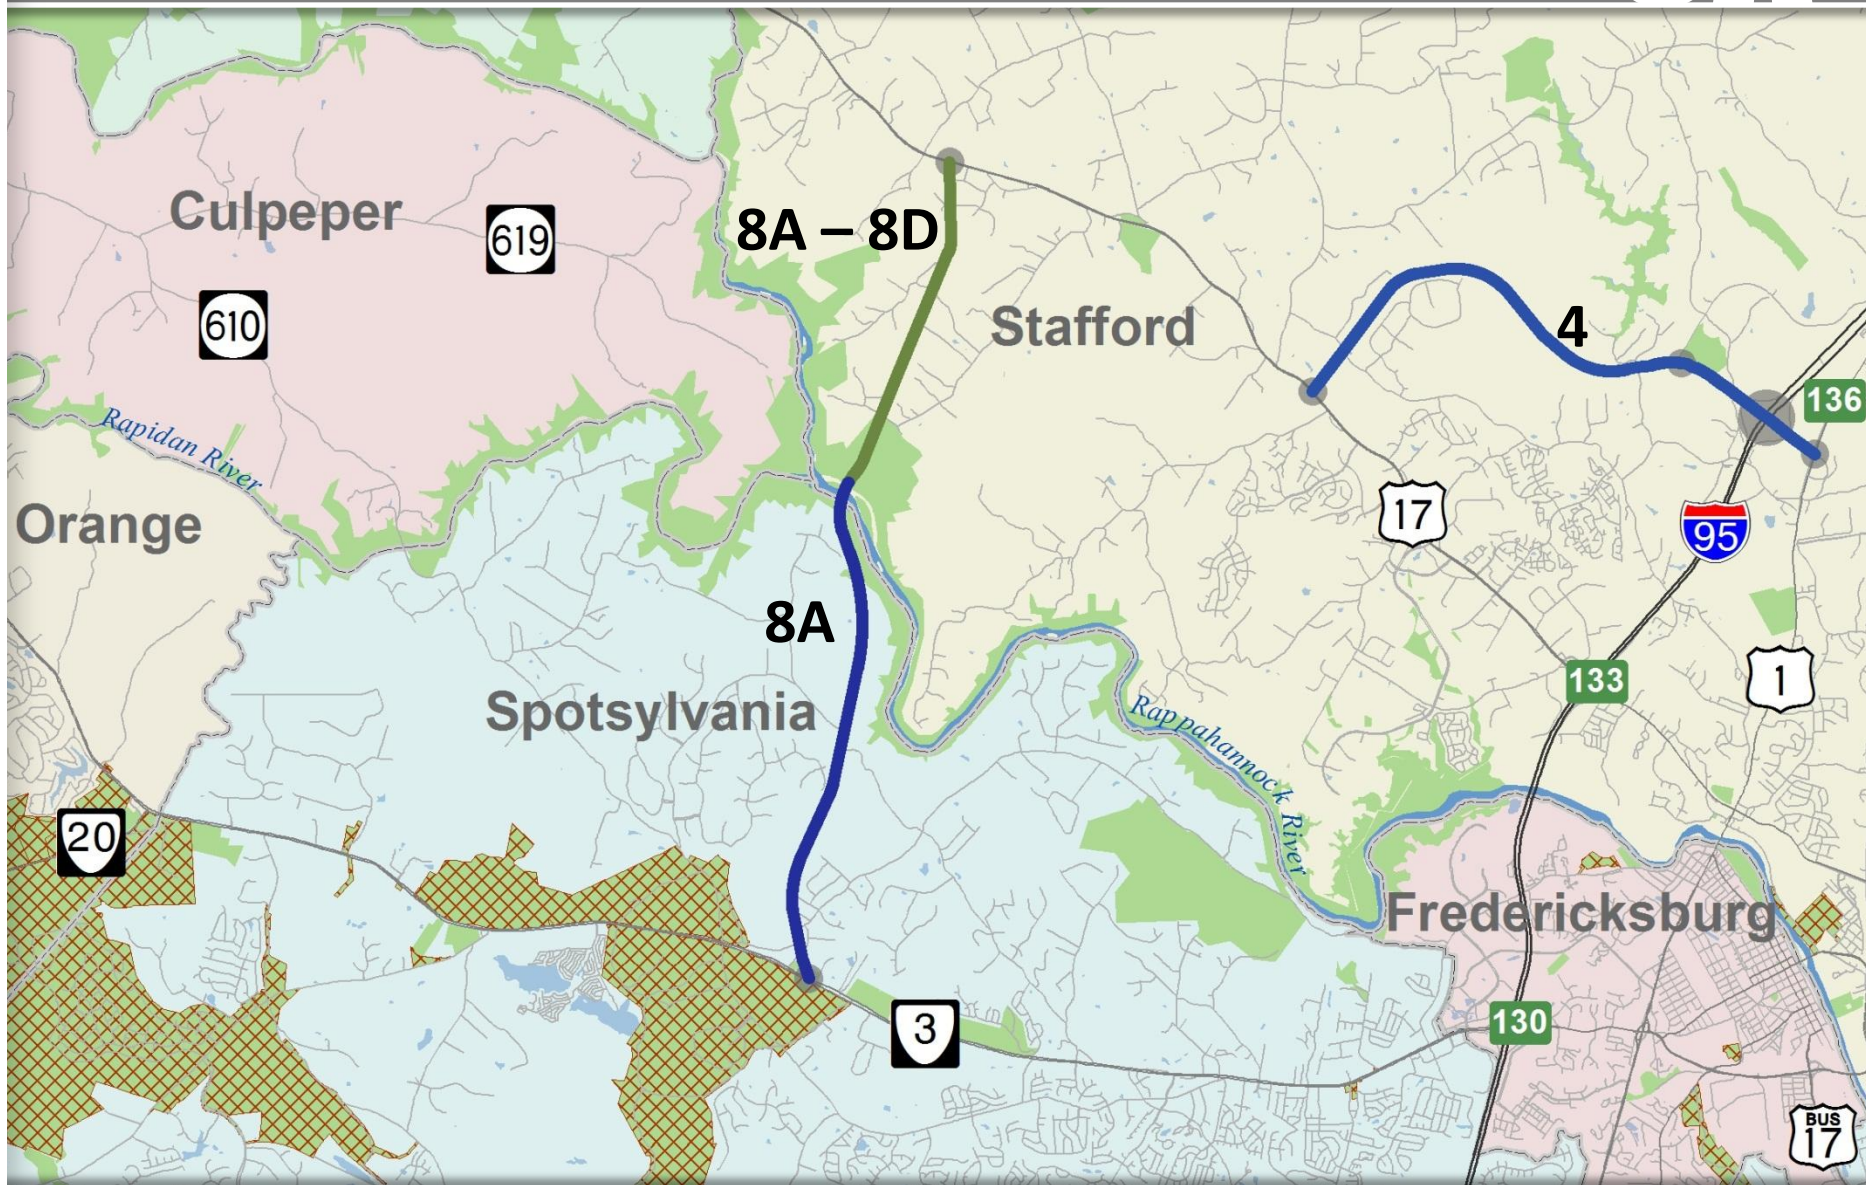 Culpeper
619
8A – 8D
610
Stafford
4
136
Rapidan River
Orange
17
95
8A
133
1
Spotsylvania
Rappahannock River
20
Fredericksburg
3
130
BUS
17